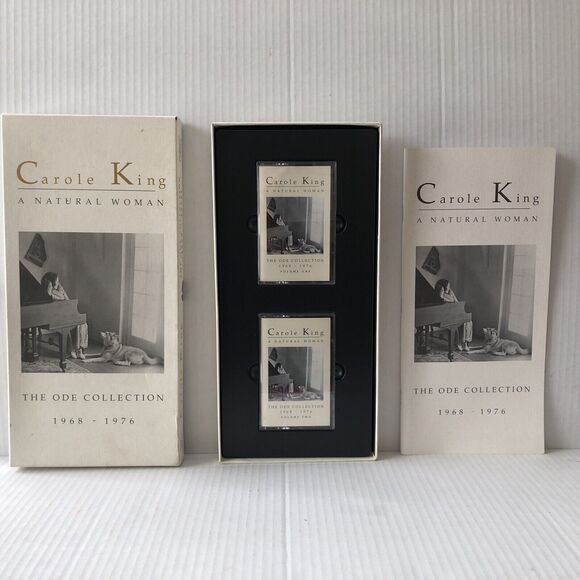 Carole King
A NATURAL WOMAN
THE ODE COLLECTION
1968 - 1976
Carole King
A NATURAL WOMAN
THE ODE COLLECTION
1968 - 1976
VOLUME ONE
Carole King
A NATURAL WOMAN
THE ODE COLLECTION
1968 - 1976
VOLUME TWO
Carole King
A NATURAL WOMAN
THE ODE COLLECTION
1968 - 1976